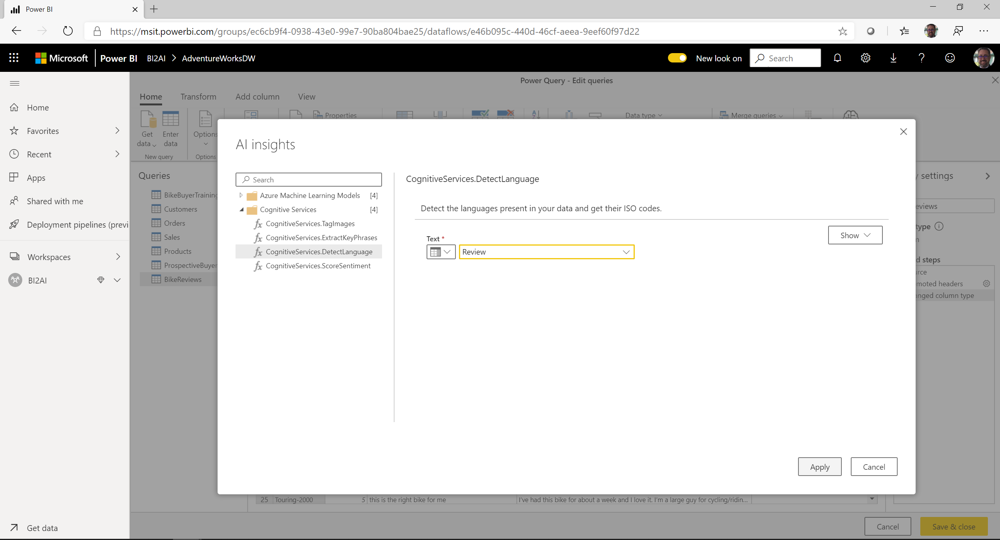 Power BI
https://msit.powerbi.com/groups/ec6cb9f4-0938-43e0-99e7-90ba804bae25/dataflows/e46b095c-440d-46cf-aeea-9eef60f97d22
Microsoft Power BI BI2AI > AdventureWorksDW New look on Search
Power Query - Edit queries
Home Transform Add column View
Properties Data type Merge queries
Get data Enter data Options
New query Options
Home
Favorites
Recent
Apps
Shared with me
Deployment pipelines (previ
Workspaces
BI2AI
Get data
Queries
BikeBuyerTraining
Customers
Orders
Sales
Products
ProspectiveBuyer
BikeReviews
AI insights
Search
Azure Machine Learning Models [4]
Cognitive Services [4]
CognitiveServices.TagImages
CognitiveServices.ExtractKeyPhrases
CognitiveServices.DetectLanguage
CognitiveServices.ScoreSentiment
CognitiveServices.DetectLanguage
Detect the languages present in your data and get their ISO codes.
Show
Text *
Review
Apply Cancel
settings
eviews
type
d steps
urce
moted headers
anged column type
25 Touring-2000 5 this is the right bike for me I've had this bike for about a week and I love it. I'm a large guy for cycling/ridin...
Cancel Save & close